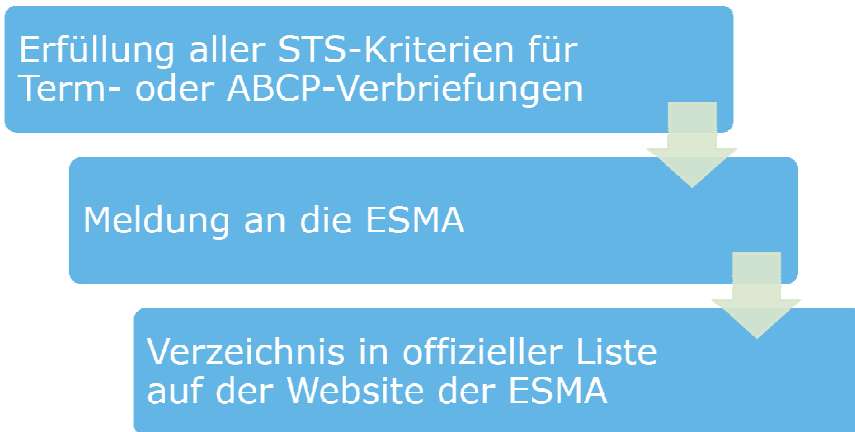 Erfüllung aller STS-Kriterien für
Term- oder ABCP-Verbriefungen
Meldung an die ESMA
Verzeichnis in offizieller Liste
auf der Website der ESMA